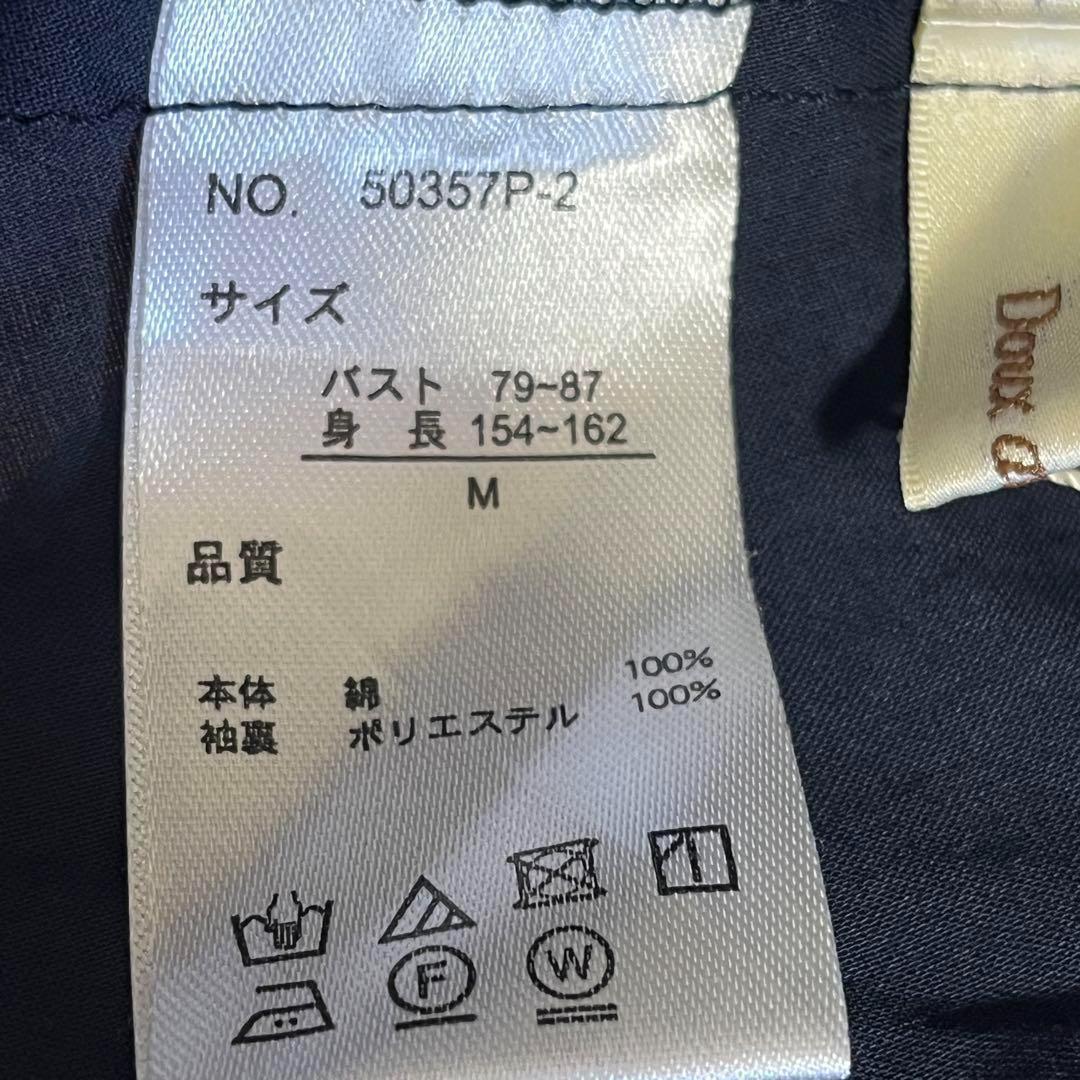 NO. 50357P-2
サイズ
バスト 79~87
身 長 154~162
M
品質
本体 綿 100%
袖裏 ポリエステル 100%
F
W
Doux